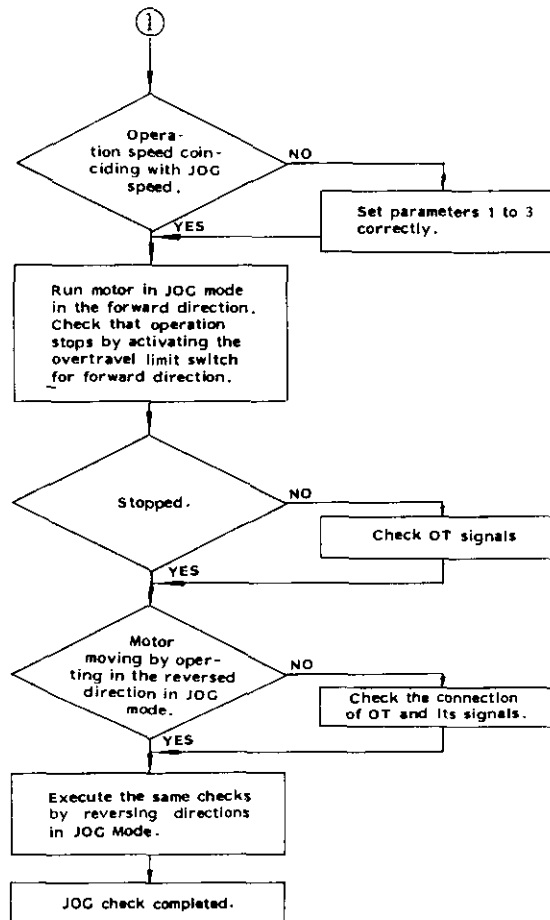 1
Opera-
tion speed coin-
ciding with JOG
speed.
NO
YES
Set parameters 1 to 3
correctly.
Run motor in JOG mode
in the forward direction.
Check that operation
stops by activating the
overtravel limit switch
for forward direction.
Stopped.
NO
YES
Check OT signals
Motor
moving by oper-
ting in the reversed
direction in JOG
mode.
NO
YES
Check the connection
of OT and its signals.
Execute the same checks
by reversing directions
in JOG Mode.
JOG check completed.